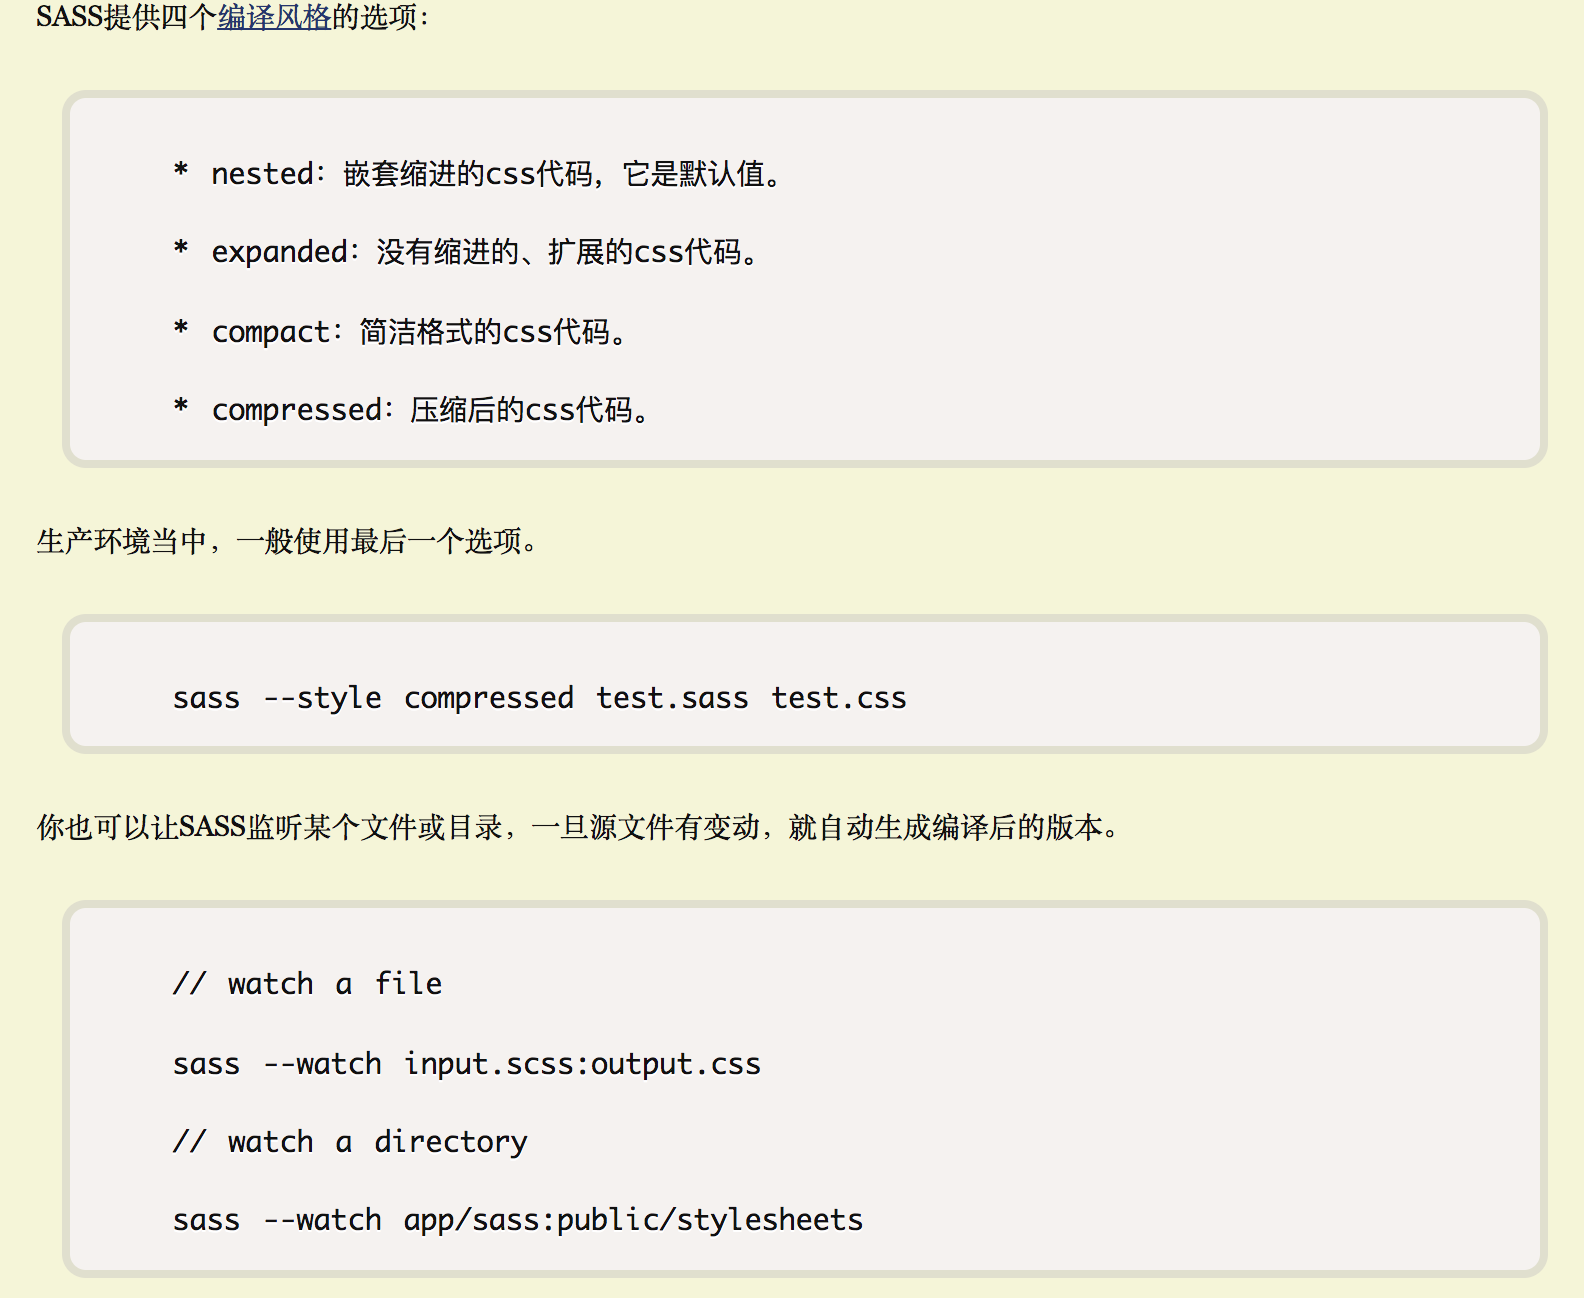 SASS提供四个编译风格的选项：
* nested：嵌套缩进的css代码，它是默认值。
* expanded：没有缩进的、扩展的css代码。
* compact：简洁格式的css代码。
* compressed：压缩后的css代码。
生产环境当中，一般使用最后一个选项。
sass --style compressed test.sass test.css
你也可以让SASS监听某个文件或目录，一旦源文件有变动，就自动生成编译后的版本。
// watch a file
sass --watch input.scss:output.css
// watch a directory
sass --watch app/sass:public/stylesheets